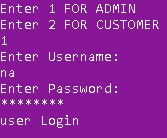 Enter 1 FOR ADMIN
Enter 2 FOR CUSTOMER
1
Enter Username:
na
Enter Password:
********
user Login